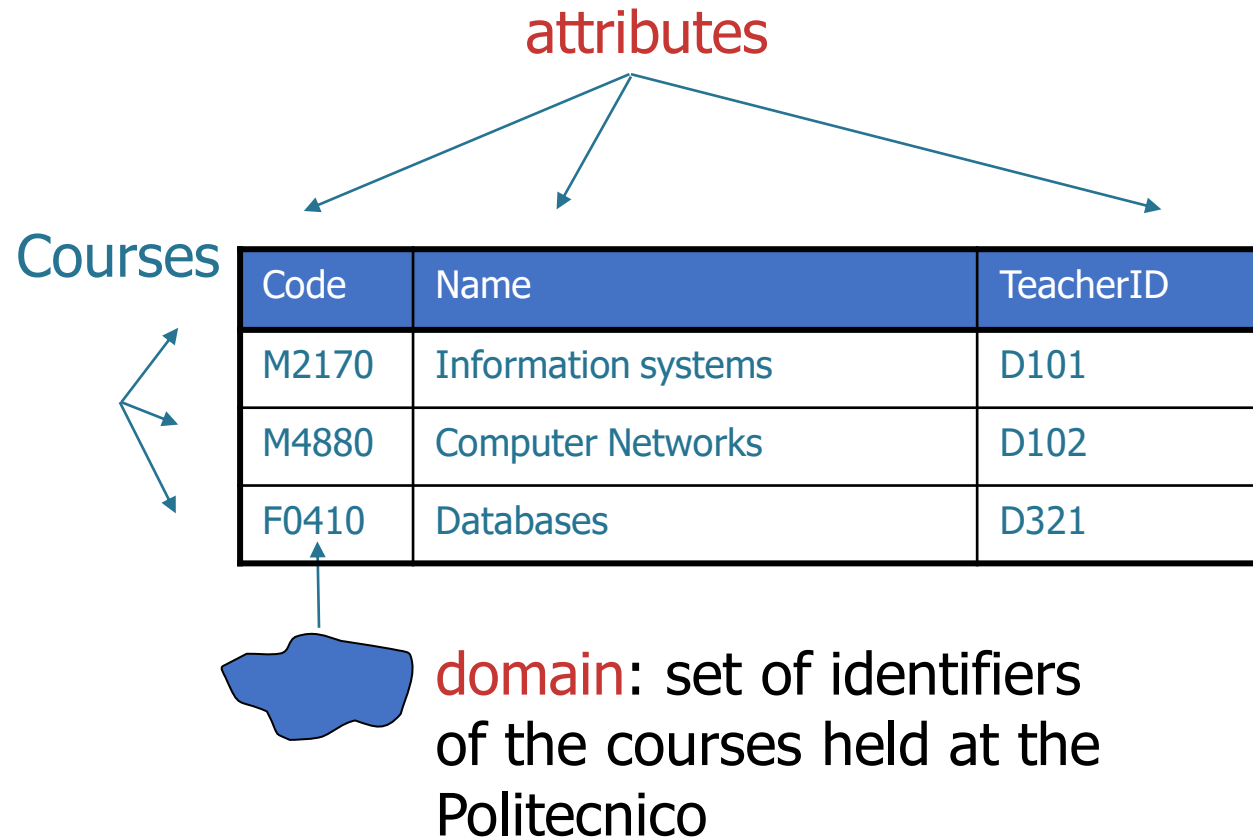 attributes
Courses
Code Name TeacherID
M2170 Information systems D101
M4880 Computer Networks D102
F0410 Databases D321
domain: set of identifiers
of the courses held at the
Politecnico